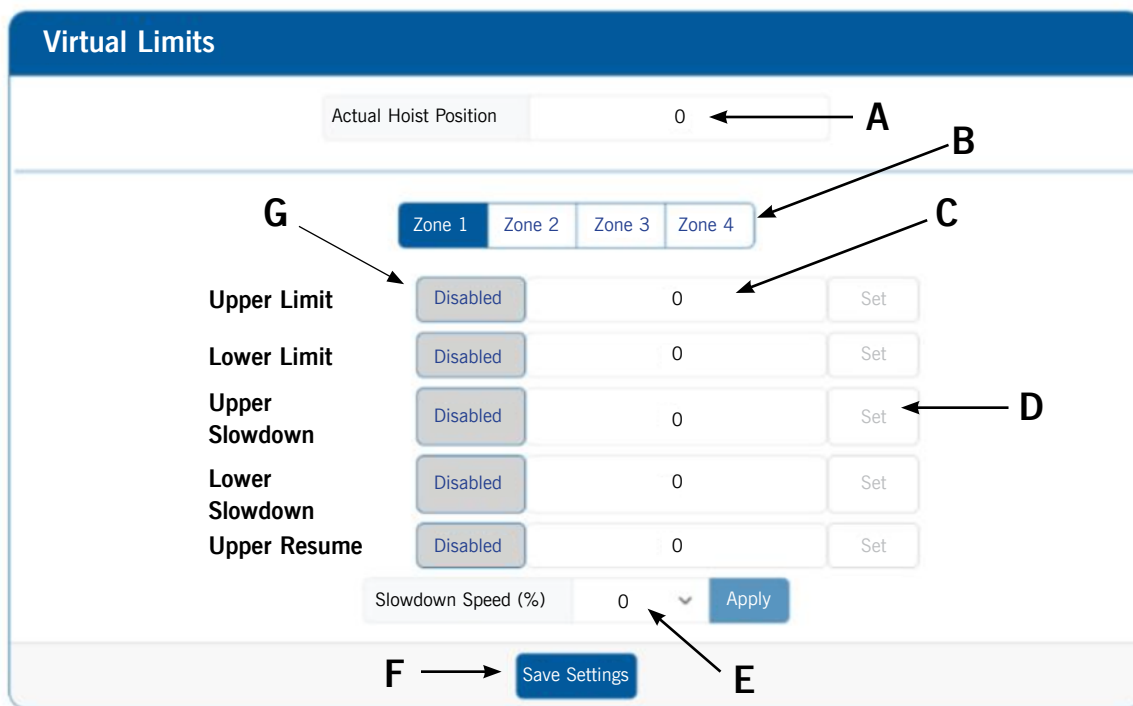 Virtual Limits
Actual Hoist Position 0 A
B
G Zone 1 Zone 2 Zone 3 Zone 4 C
Upper Limit Disabled 0 Set
Lower Limit Disabled 0 Set
Upper
Slowdown Disabled 0 Set D
Lower
Slowdown Disabled 0 Set
Upper Resume Disabled 0 Set
Slowdown Speed (%) 0 Apply
F Save Settings E